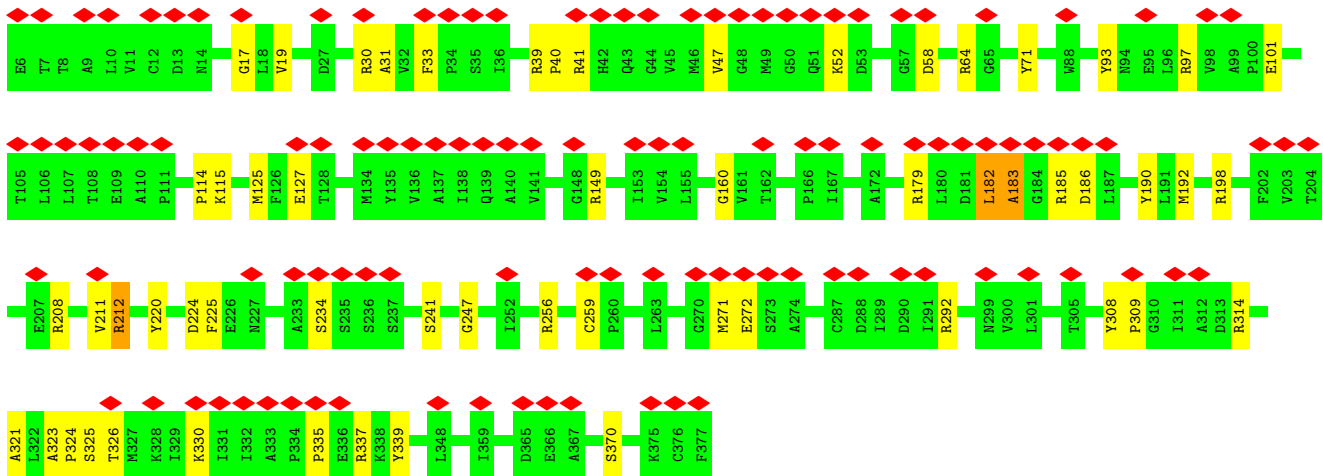 E6 T7 T8 A9 L10 V11 C12 D13 N14 G17 L18 V19 D27 R30 A31 V32 F33 P34 S35 I36 R39 P40 R41 H42 Q43 G44 V45 M46 V47 G48 M49 G50 Q51 K52 D53 G57 D58 R64 G65 Y71 W88 Y93 N94 E95 L96 R97 V98 A99 P100 E101
T105 L106 L107 T108 E109 A110 P111 P114 K115 M125 F126 E127 T128 M134 Y135 V136 A137 I138 Q139 A140 V141 G148 R149 I153 V154 L155 G160 V161 T162 P166 I167 A172 R179 L180 D181 L182 A183 G184 R185 D186 L187 Y190 L191 M192 R198 F202 V203 T204
E207 R208 V211 R212 Y220 D224 F225 E226 N227 A233 S234 S235 S236 S237 S241 G247 I252 R256 C259 P260 L263 G270 M271 E272 S273 A274 C287 D288 I289 D290 I291 R292 N299 V300 L301 T305 Y308 P309 G310 I311 A312 D313 R314
A321 L322 A323 P324 S325 T326 M327 K328 I329 K330 I331 I332 A333 P334 P335 E336 R337 K338 Y339 L348 I359 D365 E366 A367 S370 K375 C376 F377